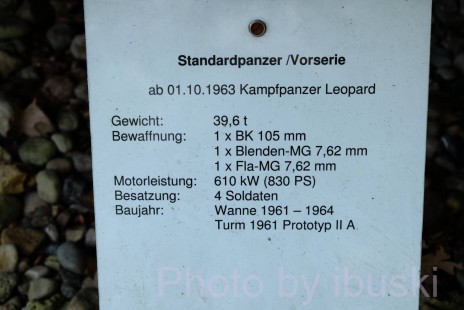 Standardpanzer /Vorserie
ab 01.10.1963 Kampfpanzer Leopard
Gewicht: 39,6 t
Bewaffnung: 1 x BK 105 mm
1 x Blenden-MG 7,62 mm
1 x Fla-MG 7,62 mm
Motorleistung: 610 kW (830 PS)
Besatzung: 4 Soldaten
Baujahr: Wanne 1961 – 1964
Turm 1961 Prototyp II A
Photo by ibuski